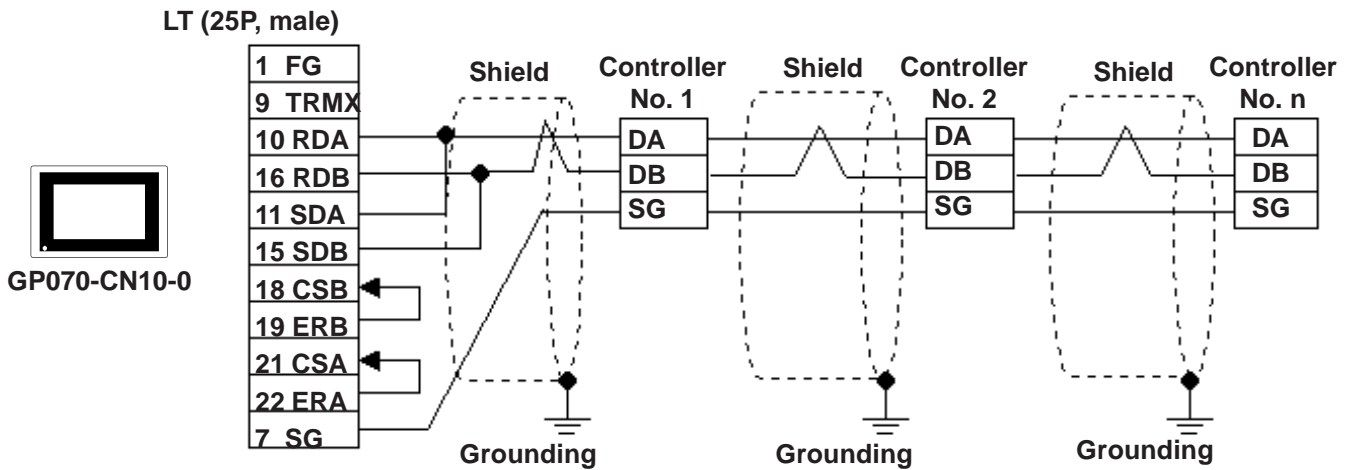 LT (25P, male)
1 FG
9 TRMX
10 RDA
16 RDB
11 SDA
15 SDB
18 CSB
19 ERB
21 CSA
22 ERA
7 SG
GP070-CN10-0
Shield
Controller
No. 1
DA
DB
SG
Grounding
Shield
Controller
No. 2
DA
DB
SG
Grounding
Shield
Controller
No. n
DA
DB
SG
Grounding